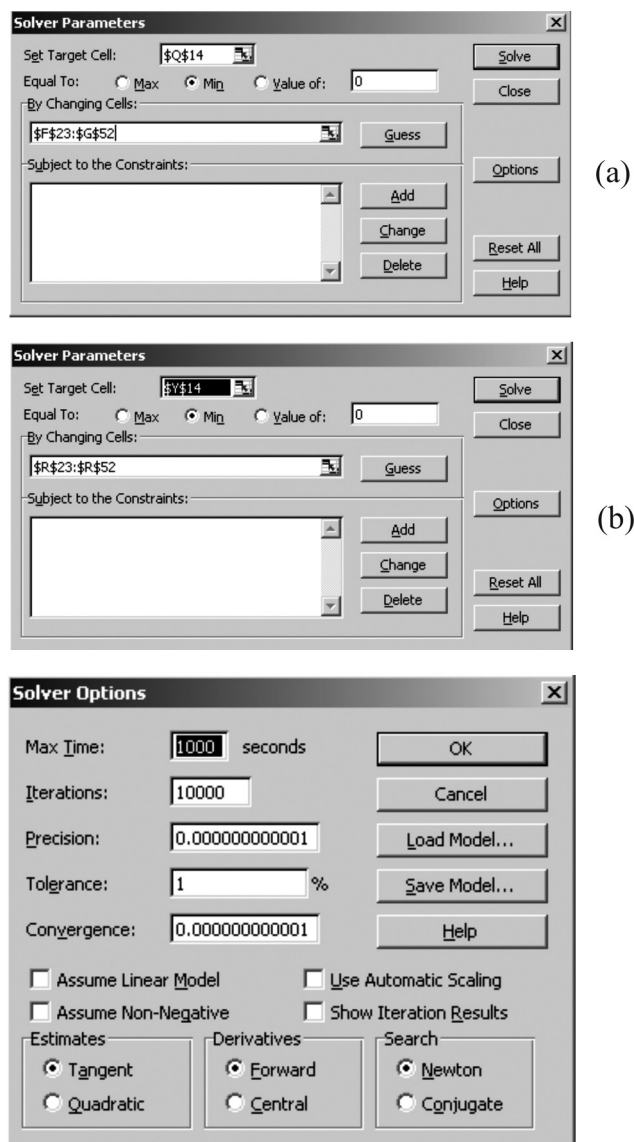 Solver Parameters
Set Target Cell: $Q$14 Solve
Equal To: Max Min Value of: 0 Close
By Changing Cells:
$F$23:$G$52 Guess
Subject to the Constraints: Options
Add
Change
Delete Reset All
Help
(a)
Solver Parameters
Set Target Cell: $Y$14 Solve
Equal To: Max Min Value of: 0 Close
By Changing Cells:
$R$23:$R$52 Guess
Subject to the Constraints: Options
Add
Change
Delete Reset All
Help
(b)
Solver Options
Max Time: 1000 seconds OK
Iterations: 10000 Cancel
Precision: 0.000000000001 Load Model...
Tolerance: 1 % Save Model...
Convergence: 0.000000000001 Help
Assume Linear Model Use Automatic Scaling
Assume Non-Negative Show Iteration Results
Estimates Derivatives Search
Tangent Forward Newton
Quadratic Central Conjugate